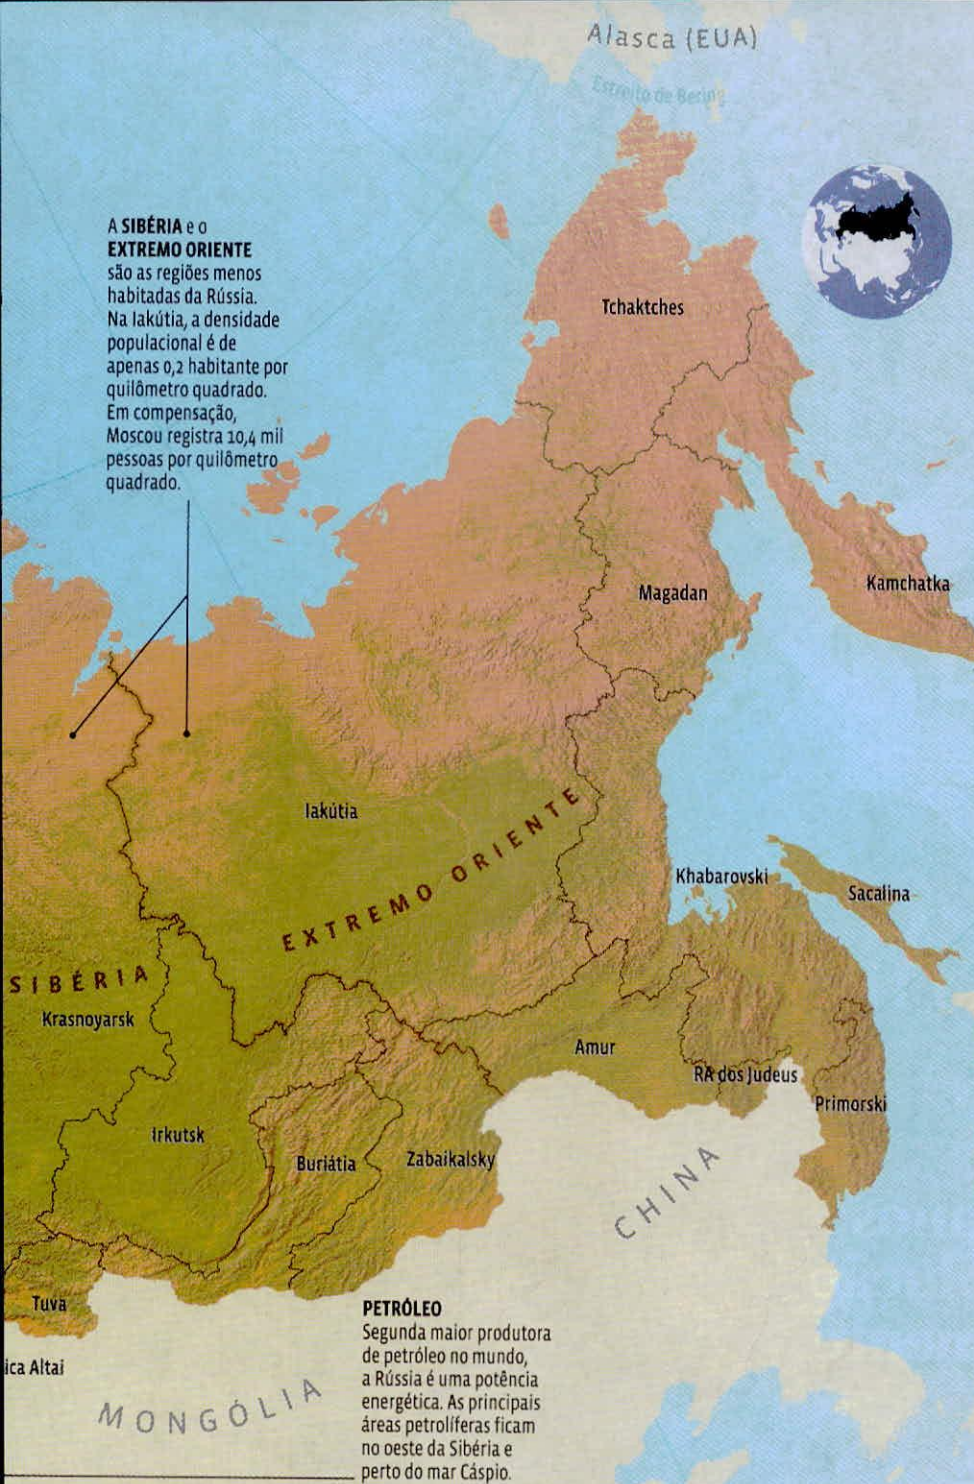 Alasca (EUA)
Estreito de Bering
A SIBÉRIA e o
EXTREMO ORIENTE
são as regiões menos
habitadas da Rússia.
Na Iakútia, a densidade
populacional é de
apenas 0,2 habitante por
quilômetro quadrado.
Em compensação,
Moscou registra 10,4 mil
pessoas por quilômetro
quadrado.
Tchaktches
Magadan
Kamchatka
Iakútia
EXTREMO ORIENTE
Khabarovski
Sacalina
SIBÉRIA
Krasnoyarsk
Amur
RA dos Judeus
Primorski
Irkutsk
Buriátia
Zabaikalsky
CHINA
Tuva
ica Altai
MONGÓLIA
PETRÓLEO
Segunda maior produtora
de petróleo no mundo,
a Rússia é uma potência
energética. As principais
áreas petrolíferas ficam
no oeste da Sibéria e
perto do mar Cáspio.